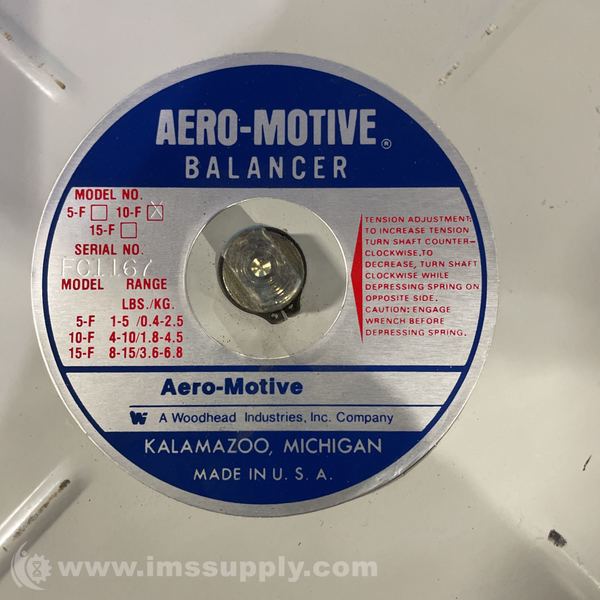 AERO-MOTIVE®
BALANCER
MODEL NO.
5-F 10-F X
15-F
SERIAL NO.
FC1167
MODEL RANGE
LBS./KG.
5-F 1-5 /0.4-2.5
10-F 4-10/1.8-4.5
15-F 8-15/3.6-6.8
TENSION ADJUSTMENT:
TO INCREASE TENSION
TURN SHAFT COUNTER-
CLOCKWISE.TO
DECREASE, TURN SHAFT
CLOCKWISE WHILE
DEPRESSING SPRING ON
OPPOSITE SIDE.
CAUTION: ENGAGE
WRENCH BEFORE
DEPRESSING SPRING.
Aero-Motive
W A Woodhead Industries, Inc. Company
KALAMAZOO, MICHIGAN
MADE IN U. S. A.
www.imssupply.com